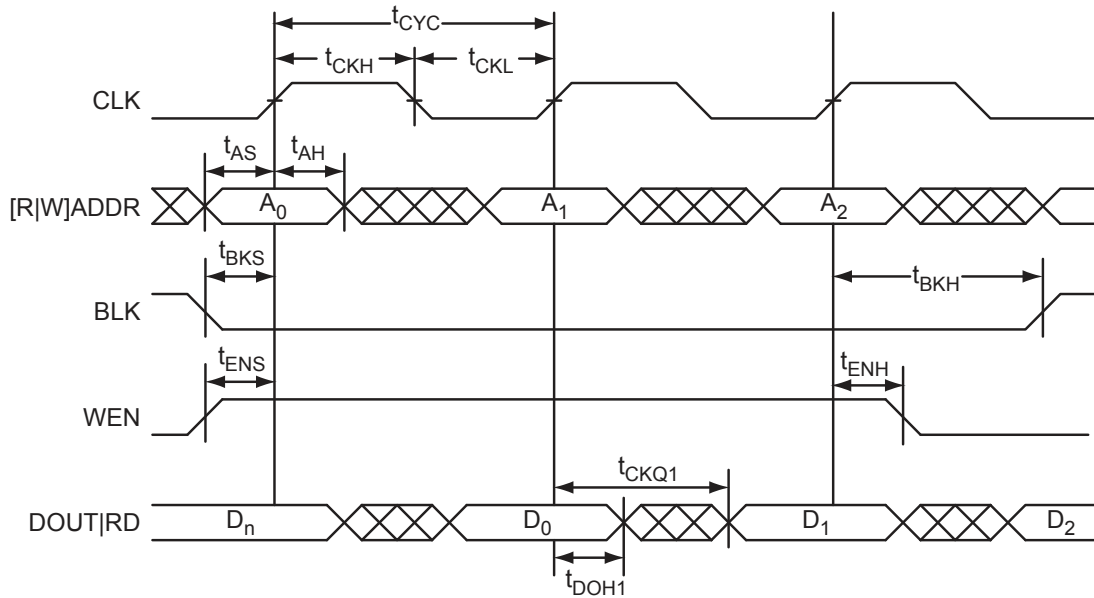 tCYC
tCKH tCKL
CLK
tAS tAH
[R|W]ADDR A0 A1 A2
tBKS tBKH
BLK
tENS tENH
WEN
tCKQ1
DOUT|RD Dn D0 D1 D2
tDOH1